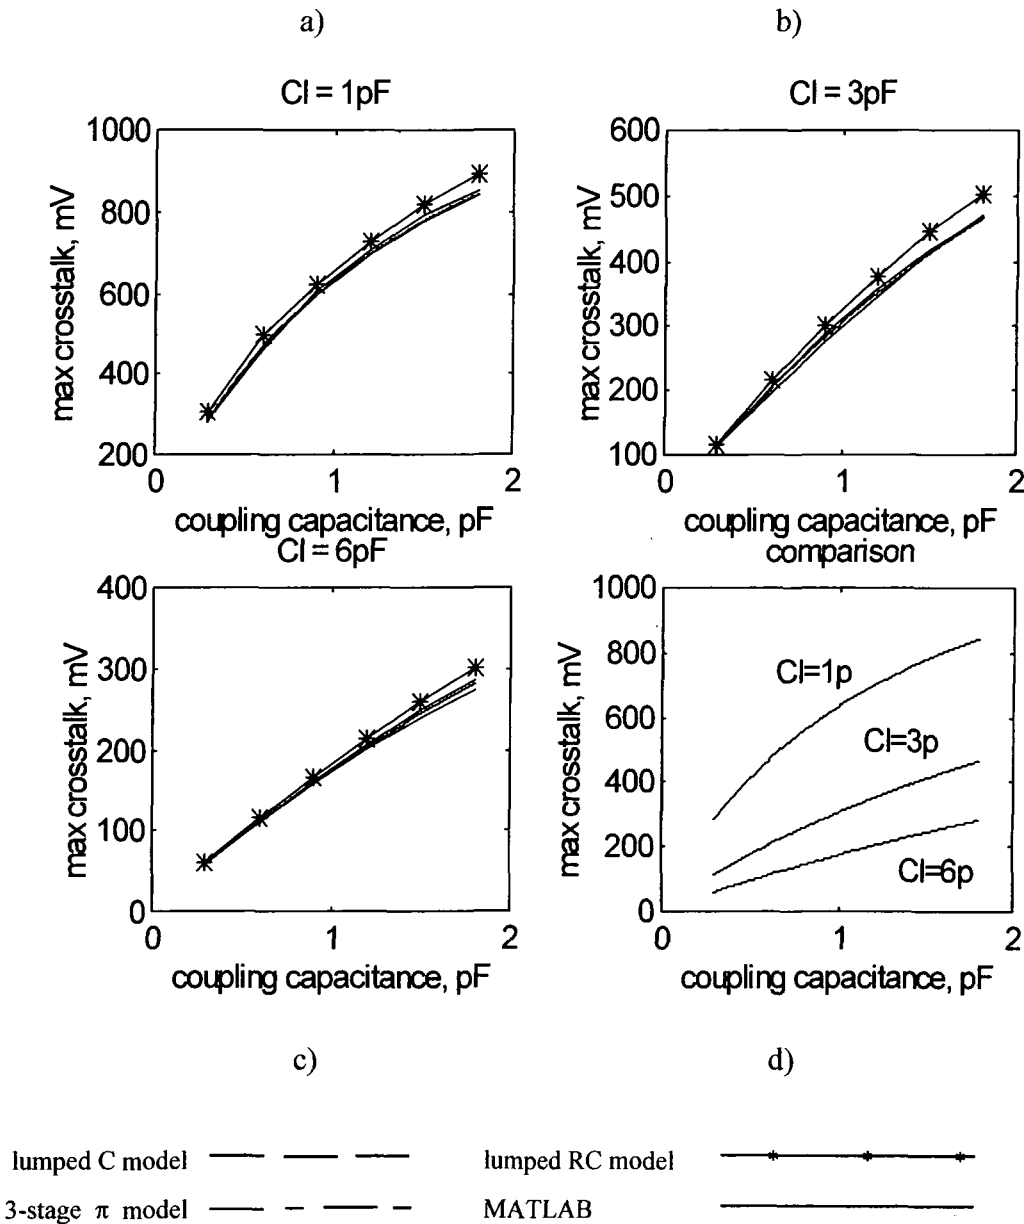 a) b)
Cl = 1pF
1000
800
600
400
200
0 1 2
max crosstalk, mV
coupling capacitance, pF
Cl = 3pF
600
500
400
300
200
100
0 1 2
max crosstalk, mV
coupling capacitance, pF
Cl = 6pF
400
300
200
100
0
0 1 2
max crosstalk, mV
coupling capacitance, pF
comparison
1000
800
600
400
200
0
0 1 2
max crosstalk, mV
Cl=1p
Cl=3p
Cl=6p
coupling capacitance, pF
c) d)
lumped C model
lumped RC model
3-stage π model
MATLAB